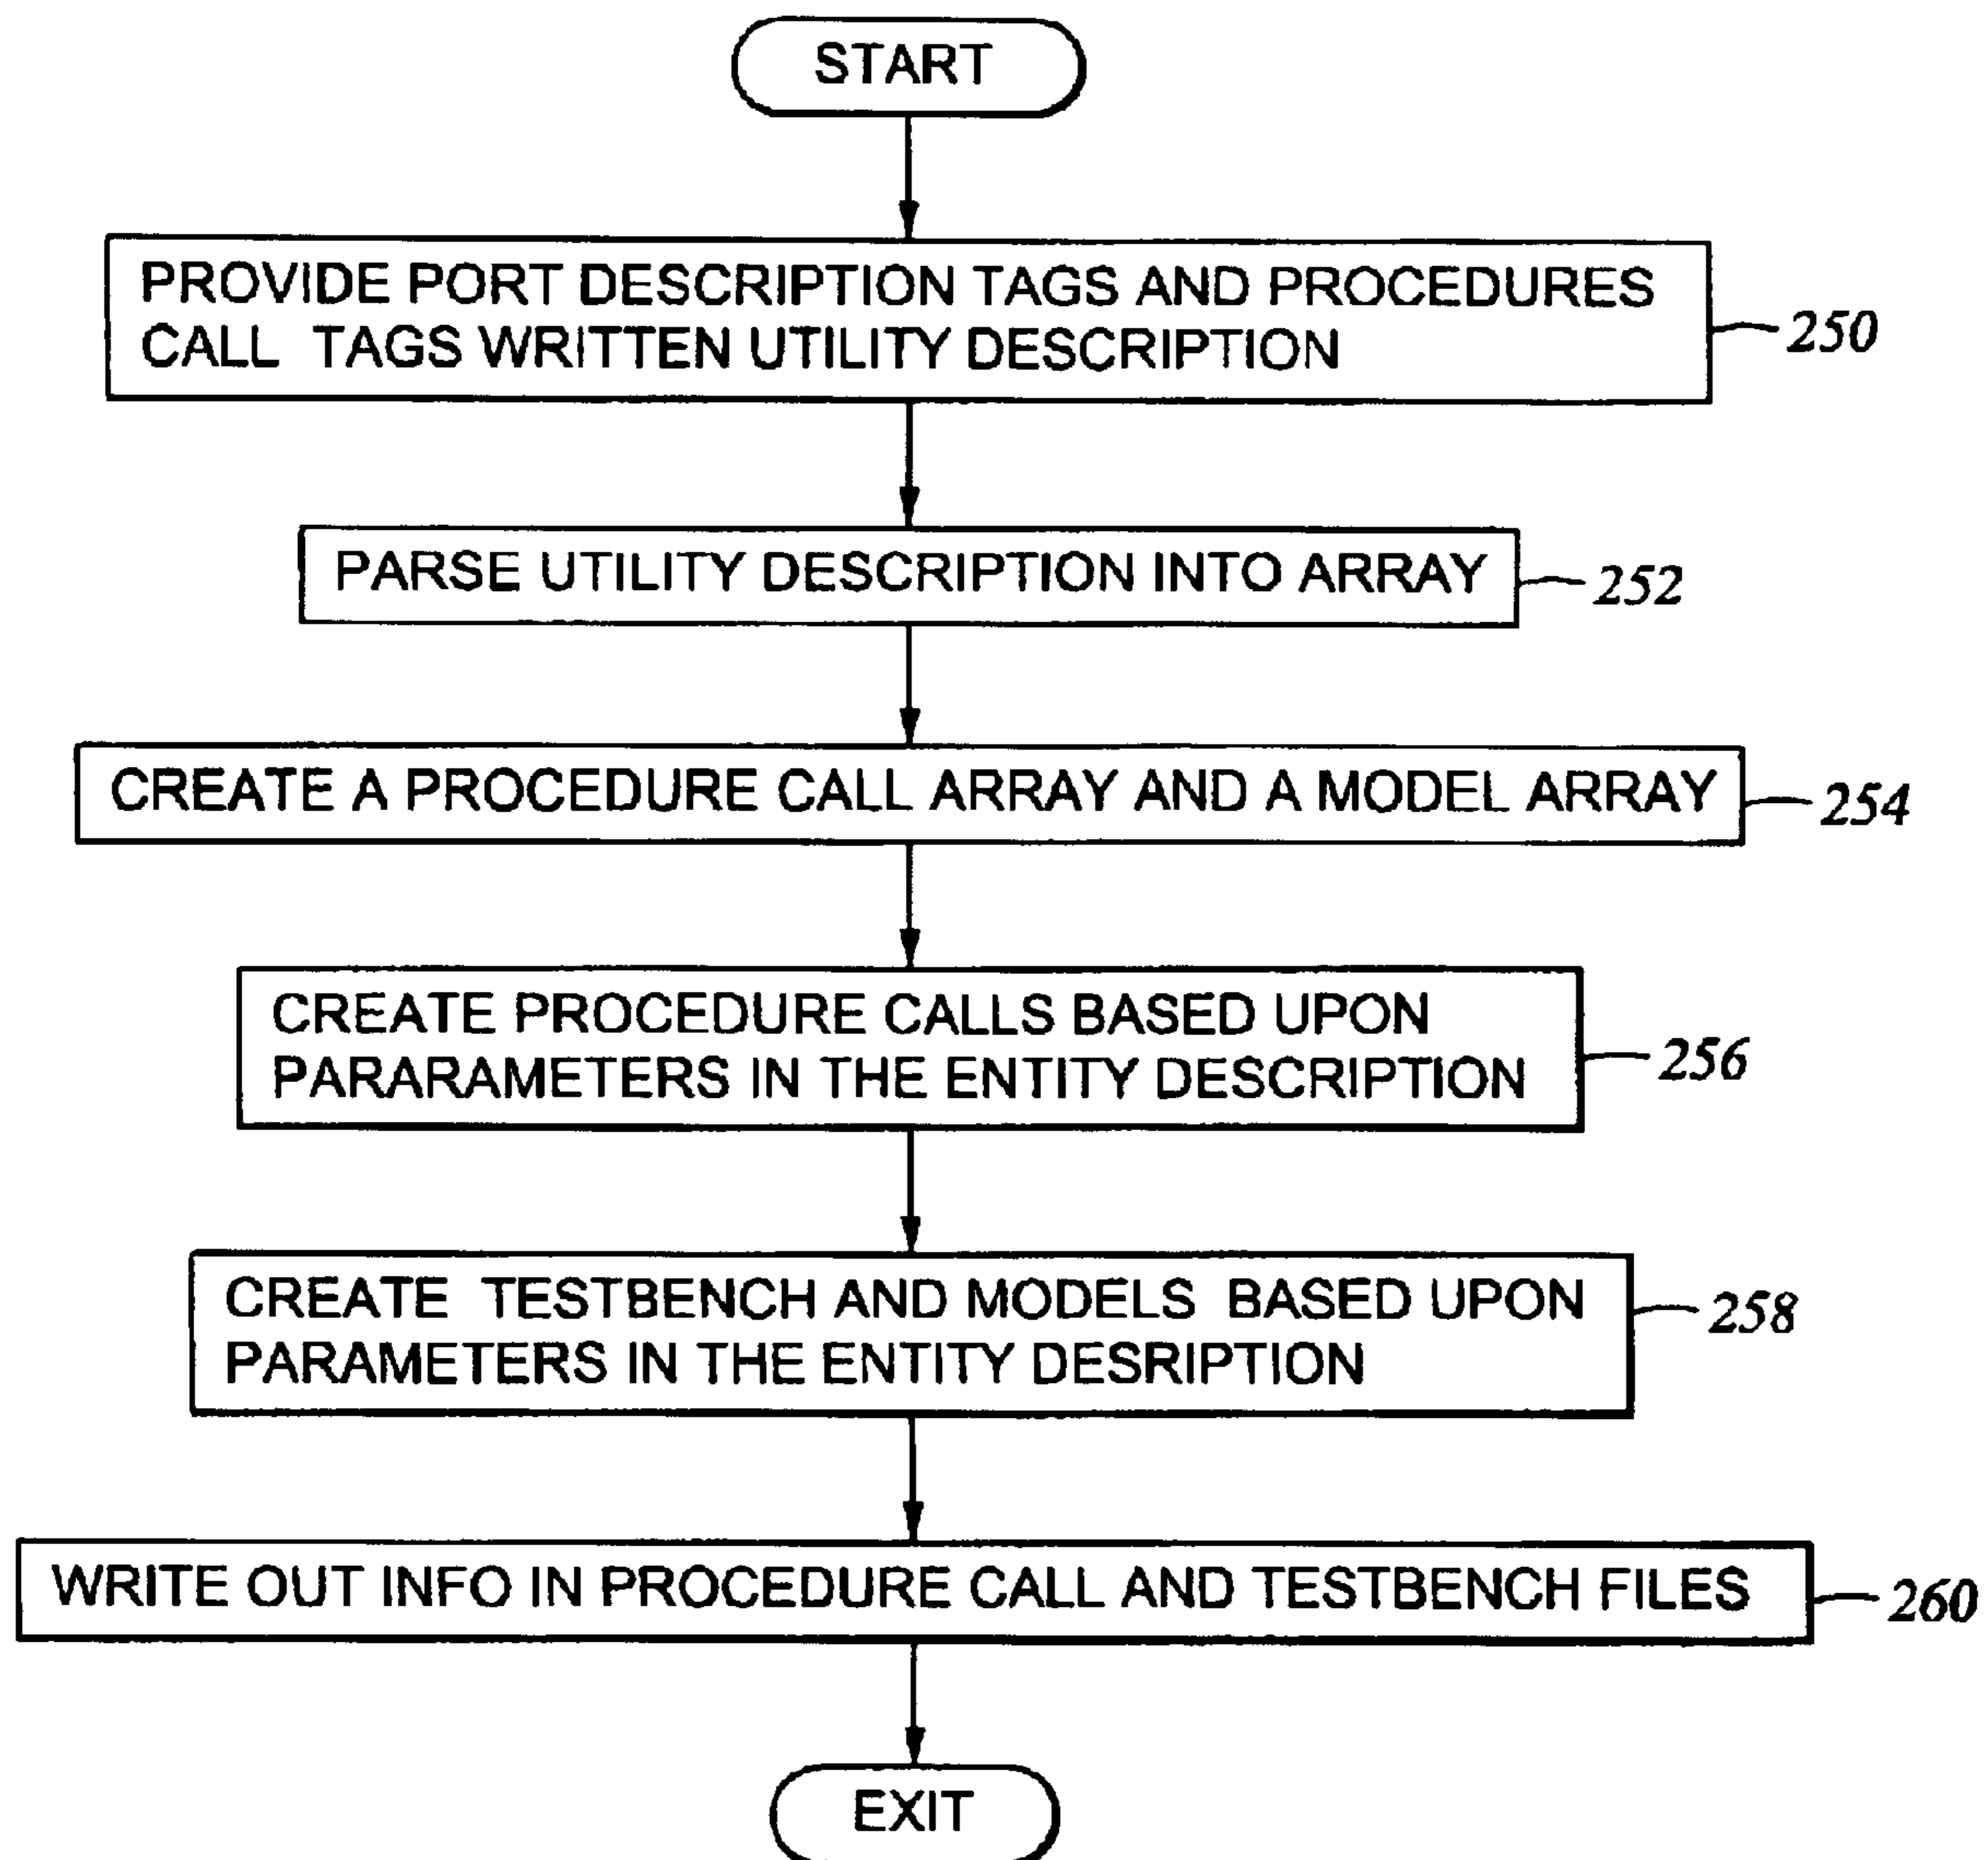 START
PROVIDE PORT DESCRIPTION TAGS AND PROCEDURES
CALL TAGS WRITTEN UTILITY DESCRIPTION
250
PARSE UTILITY DESCRIPTION INTO ARRAY
252
CREATE A PROCEDURE CALL ARRAY AND A MODEL ARRAY
254
CREATE PROCEDURE CALLS BASED UPON
PARARAMETERS IN THE ENTITY DESCRIPTION
256
CREATE TESTBENCH AND MODELS BASED UPON
PARAMETERS IN THE ENTITY DESRIPTION
258
WRITE OUT INFO IN PROCEDURE CALL AND TESTBENCH FILES
260
EXIT